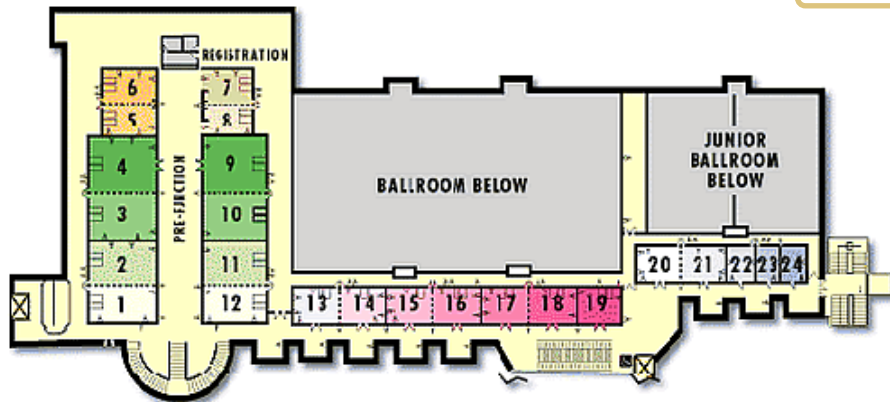 REGISTRATION
6
7
5
8
4
9
PRE-FUNCTION
3
10
2
11
1
12
BALLROOM BELOW
JUNIOR
BALLROOM
BELOW
20 21 22 23 24
13 14 15 16 17 18 19